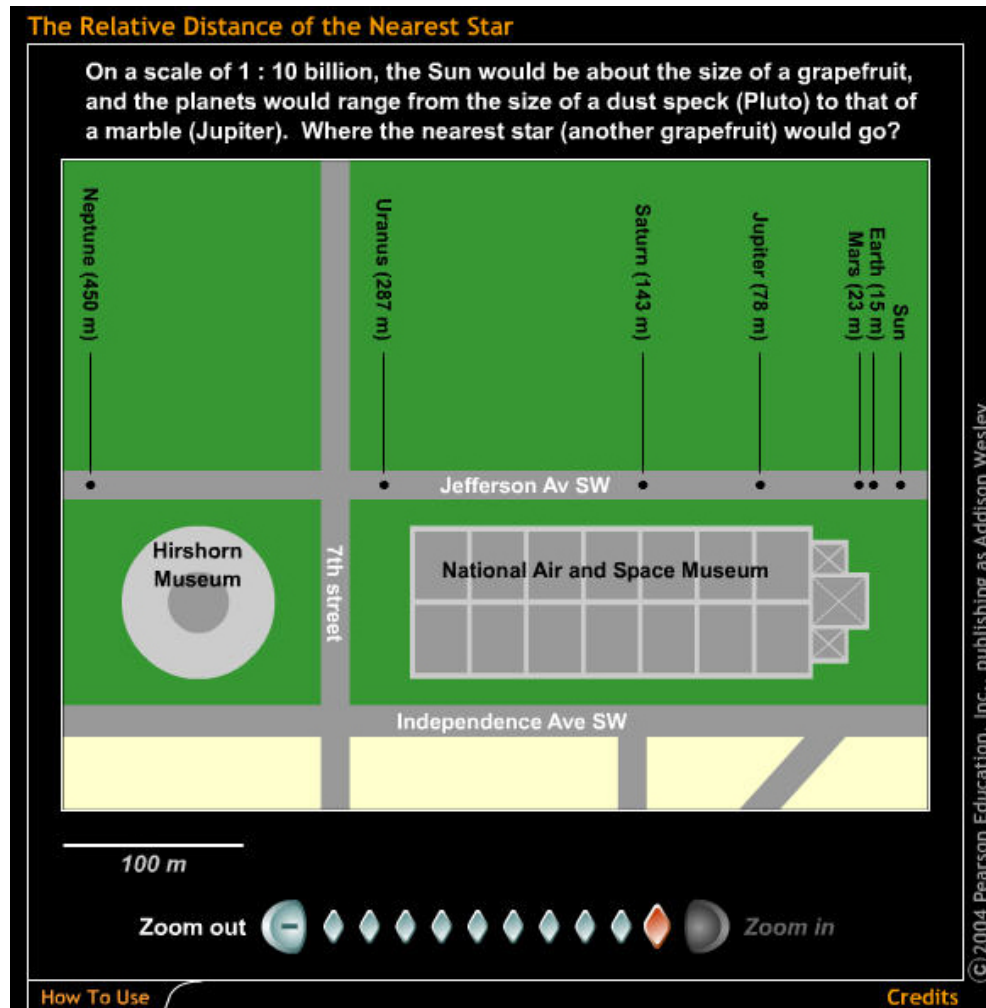 The Relative Distance of the Nearest Star
On a scale of 1 : 10 billion, the Sun would be about the size of a grapefruit,
and the planets would range from the size of a dust speck (Pluto) to that of
a marble (Jupiter). Where the nearest star (another grapefruit) would go?
Neptune (450 m)
Uranus (287 m)
Saturn (143 m)
Jupiter (78 m)
Mars (23 m)
Earth (15 m)
Sun
Jefferson Av SW
Hirshorn
Museum
7th street
National Air and Space Museum
Independence Ave SW
100 m
Zoom out
Zoom in
How To Use
Credits
©2004 Pearson Education, Inc., publishing as Addison Wesley